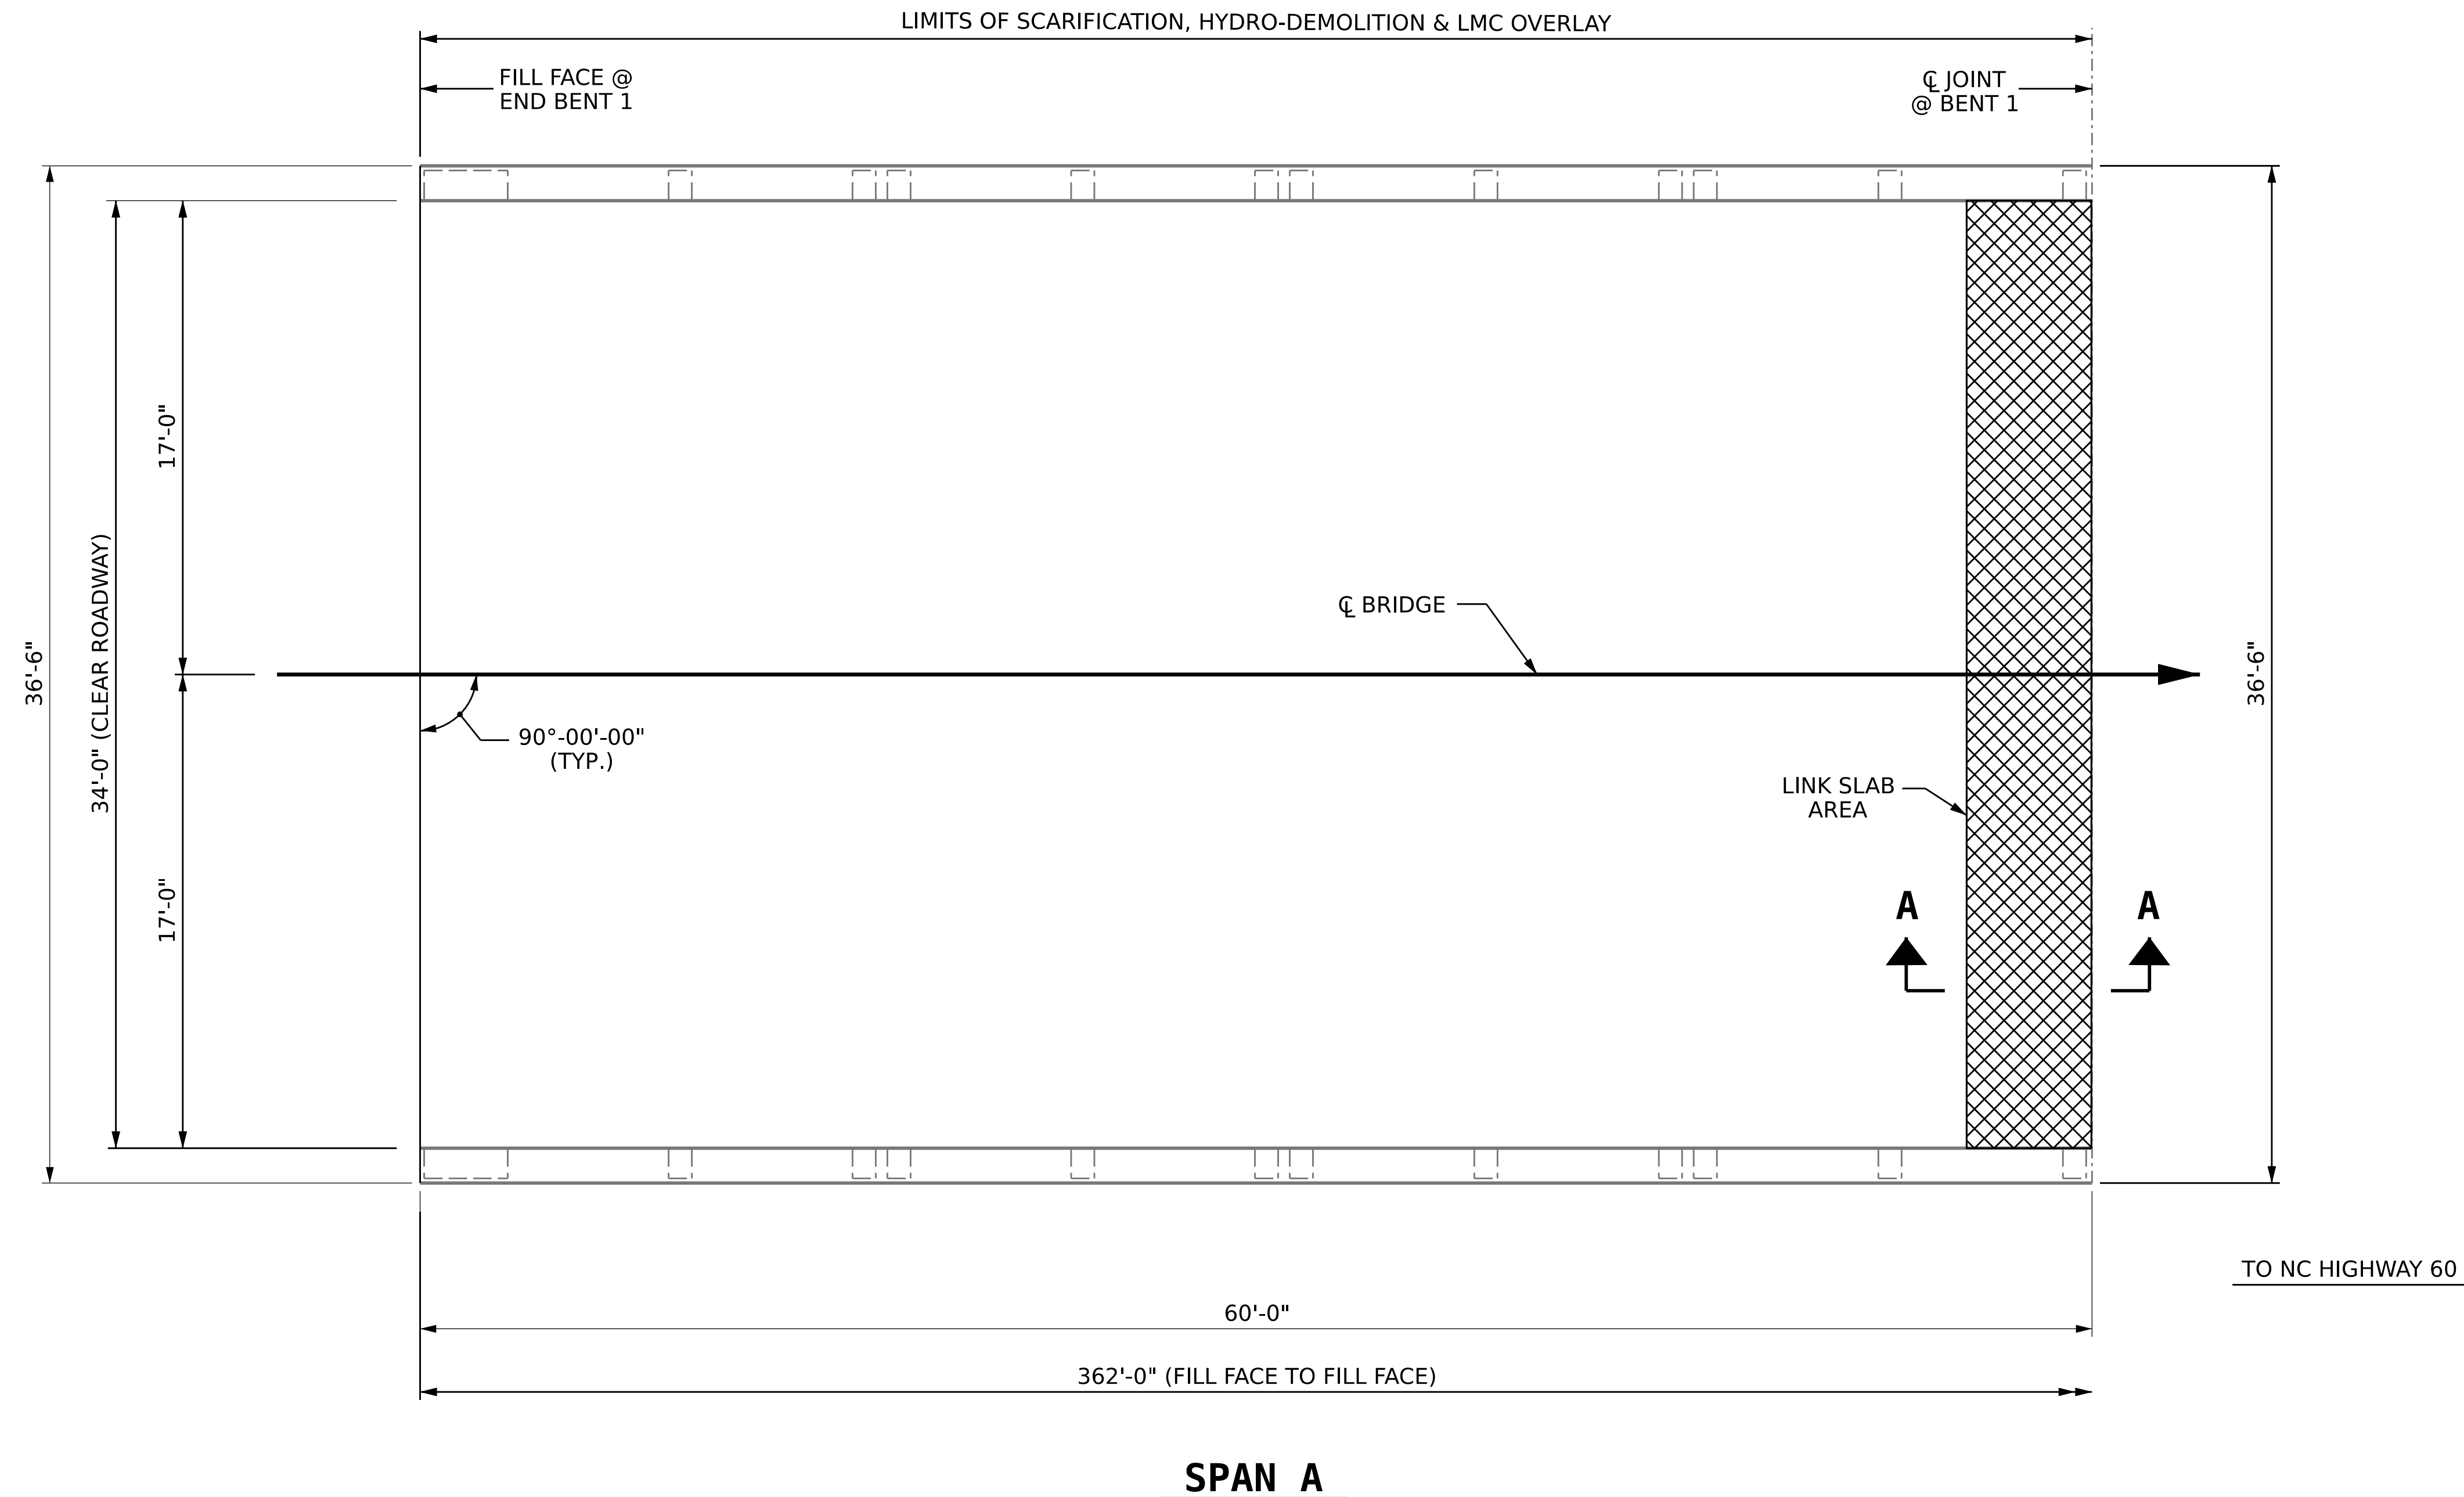 LIMITS OF SCARIFICATION, HYDRO-DEMOLITION & LMC OVERLAY
FILL FACE @
END BENT 1
℄ JOINT
@ BENT 1
17'-0"
34'-0" (CLEAR ROADWAY)
36'-6"
17'-0"
℄ BRIDGE
90°-00'-00"
(TYP.)
36'-6"
LINK SLAB
AREA
A
A
TO NC HIGHWAY 60
60'-0"
362'-0" (FILL FACE TO FILL FACE)
SPAN A